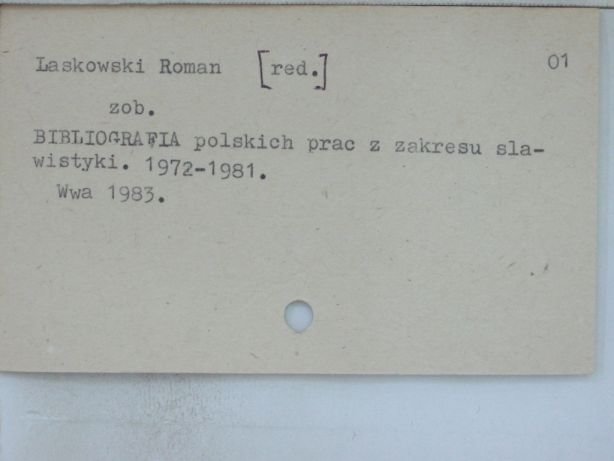 Laskowski Roman [red.] 01
zob.
BIBLIOGRAFIA polskich prac z zakresu sla-
wistyki. 1972-1981.
Wwa 1983.